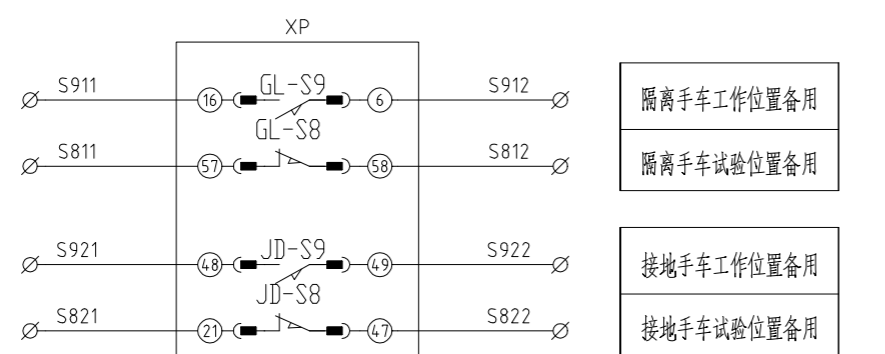 XP
S911 16 GL-S9 6 S912 隔离手车工作位置备用
S811 57 GL-S8 58 S812 隔离手车试验位置备用
S921 48 JD-S9 49 S922 接地手车工作位置备用
S821 21 JD-S8 47 S822 接地手车试验位置备用